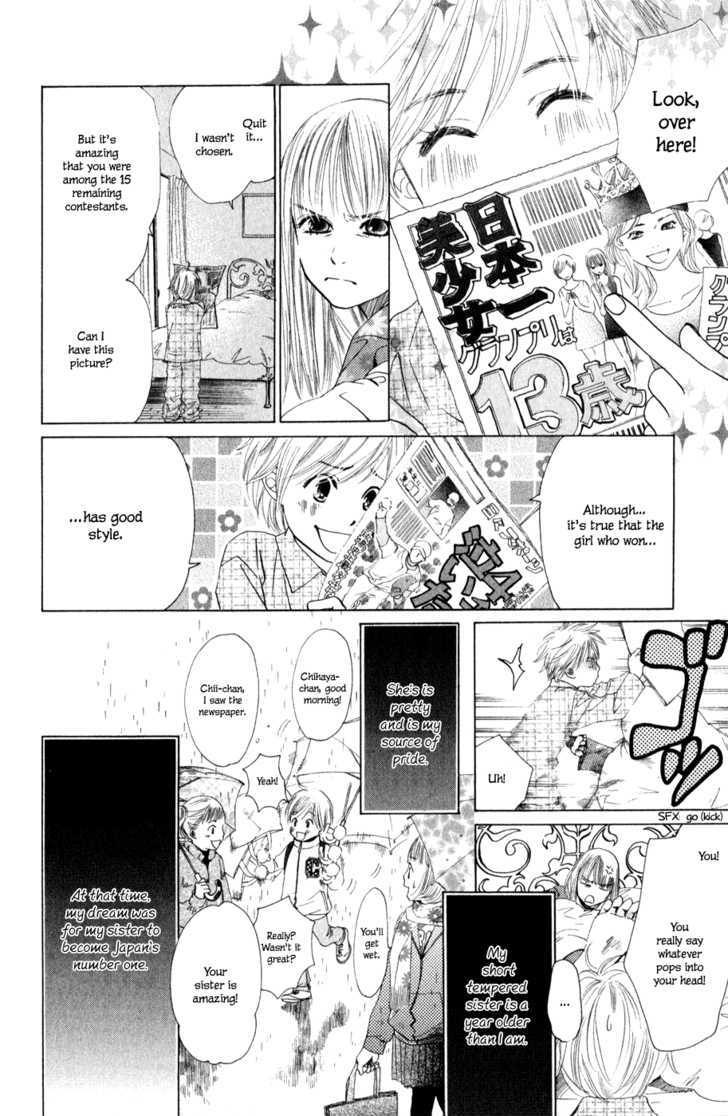 Look,
over
here!
日本一
美少女
グランプリは
13歳
グランプ
Quit
it...
I wasn't
chosen.
But it's
amazing
that you were
among the 15
remaining
contestants.
Can I
have this
picture?
Although...
it's true that the
girl who won...
...has good
style.
ゴッ
Uh!
SFX go (kick)
You!
You
really say
whatever
pops into
your head!
...
My
short
tempered
sister is a
year older
than I am.
She's is
pretty
and is my
source of
pride.
Chihaya-
chan, good
morning!
Chii-chan,
I saw the
newspaper.
Yeah!
C
You'll
get
wet.
Really?
Wasn't it
great?
Your
sister is
amazing!
At that time,
my dream was
for my sister to
become Japan's
number one.